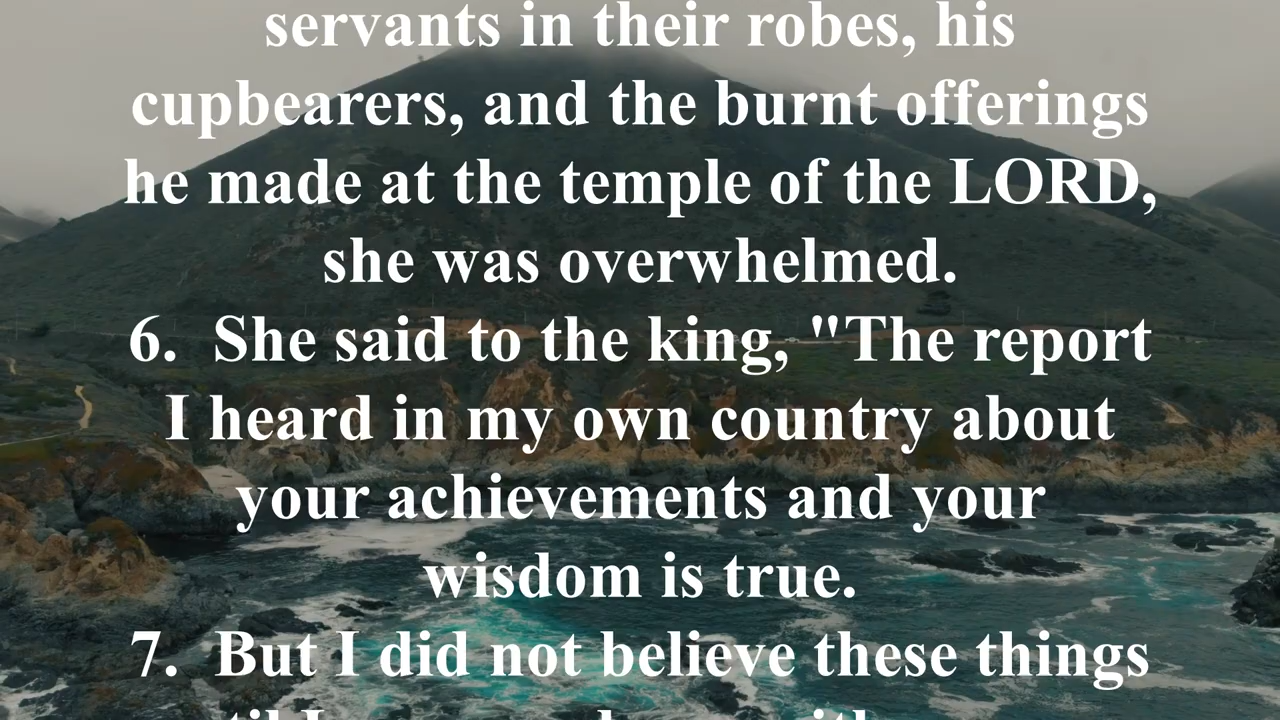 servants in their robes, his
cupbearers, and the burnt offerings
he made at the temple of the LORD,
she was overwhelmed.
6. She said to the king, "The report
I heard in my own country about
your achievements and your
wisdom is true.
7. But I did not believe these things